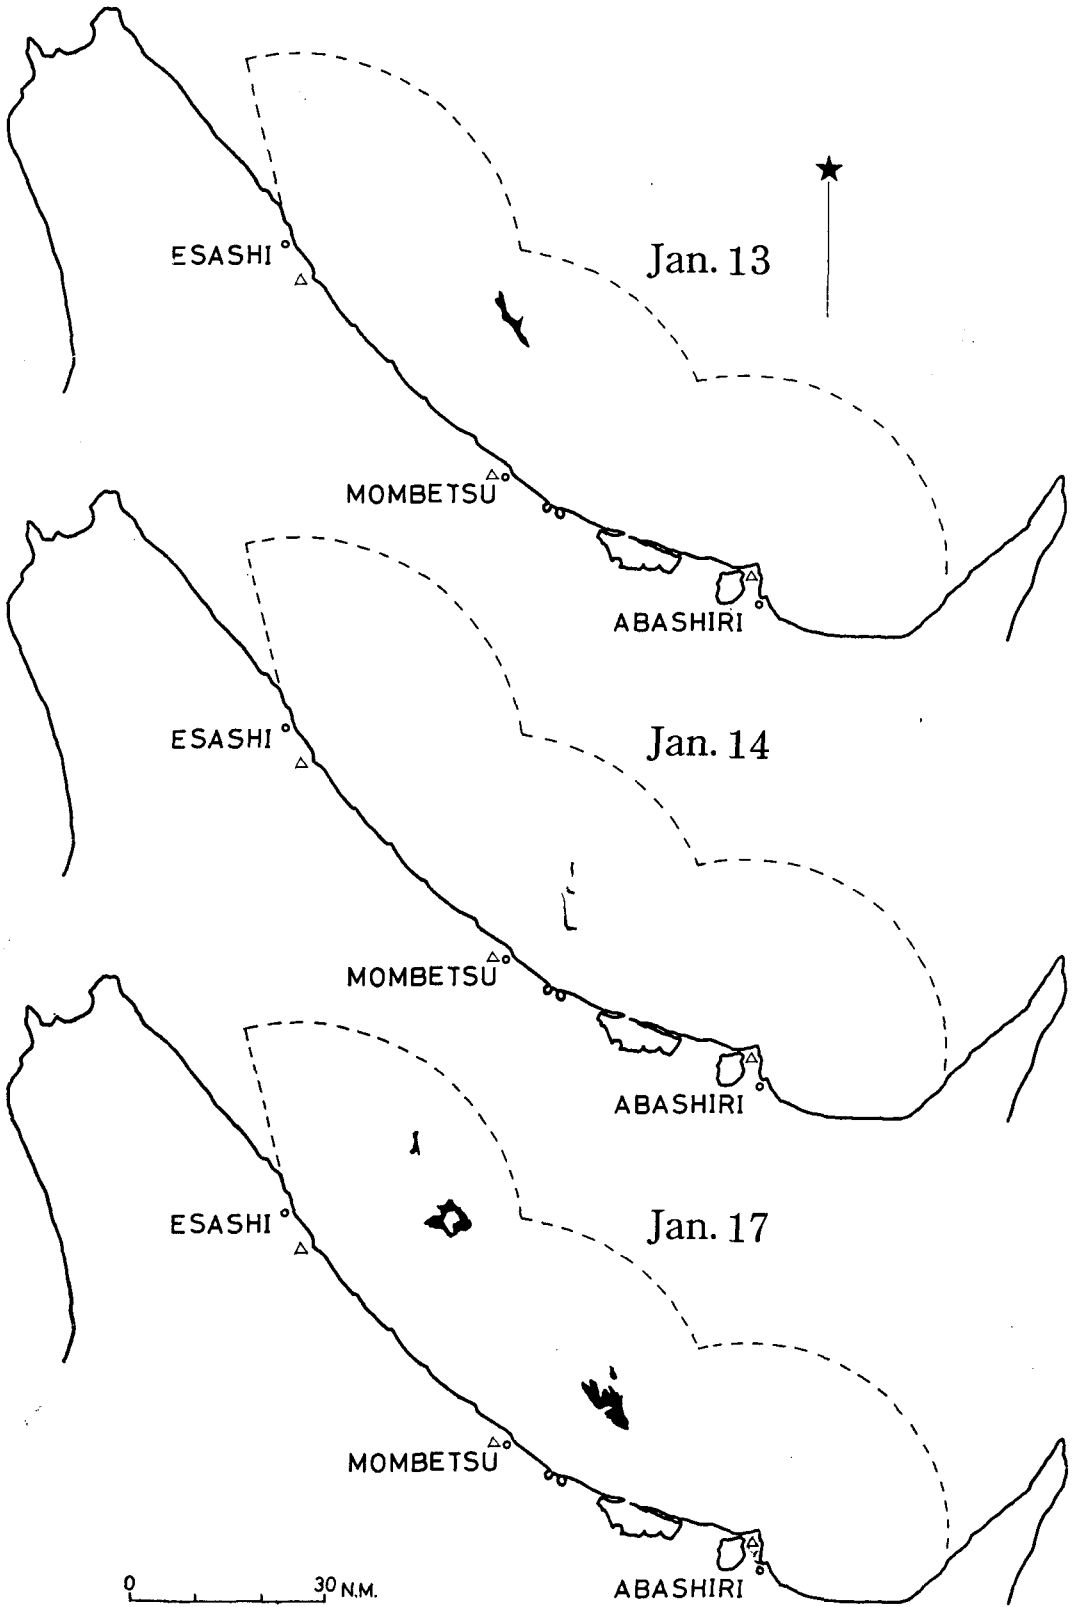 Jan. 13
ESASHI
MOMBETSU
ABASHIRI
Jan. 14
ESASHI
MOMBETSU
ABASHIRI
Jan. 17
ESASHI
MOMBETSU
ABASHIRI
0 30 N.M.